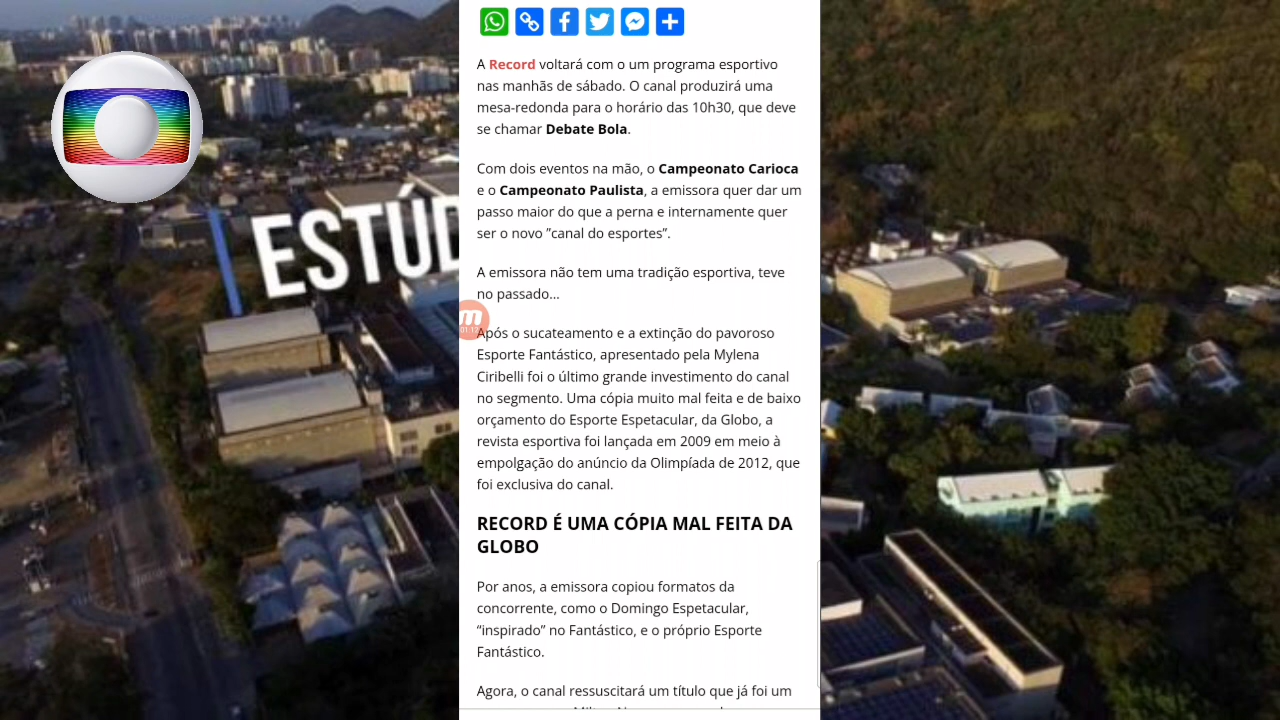 A Record voltará com o um programa esportivo
nas manhãs de sábado. O canal produzirá uma
mesa-redonda para o horário das 10h30, que deve
se chamar Debate Bola.
Com dois eventos na mão, o Campeonato Carioca
e o Campeonato Paulista, a emissora quer dar um
passo maior do que a perna e internamente quer
ser o novo ”canal do esportes”.
ESTÚD
A emissora não tem uma tradição esportiva, teve
no passado...
m
Após o sucateamento e a extinção do pavoroso
Esporte Fantástico, apresentado pela Mylena
Ciribelli foi o último grande investimento do canal
no segmento. Uma cópia muito mal feita e de baixo
orçamento do Esporte Espetacular, da Globo, a
revista esportiva foi lançada em 2009 em meio à
empolgação do anúncio da Olimpíada de 2012, que
foi exclusiva do canal.
RECORD É UMA CÓPIA MAL FEITA DA
GLOBO
Por anos, a emissora copiou formatos da
concorrente, como o Domingo Espetacular,
“inspirado” no Fantástico, e o próprio Esporte
Fantástico.
Agora, o canal ressuscitará um título que já foi um